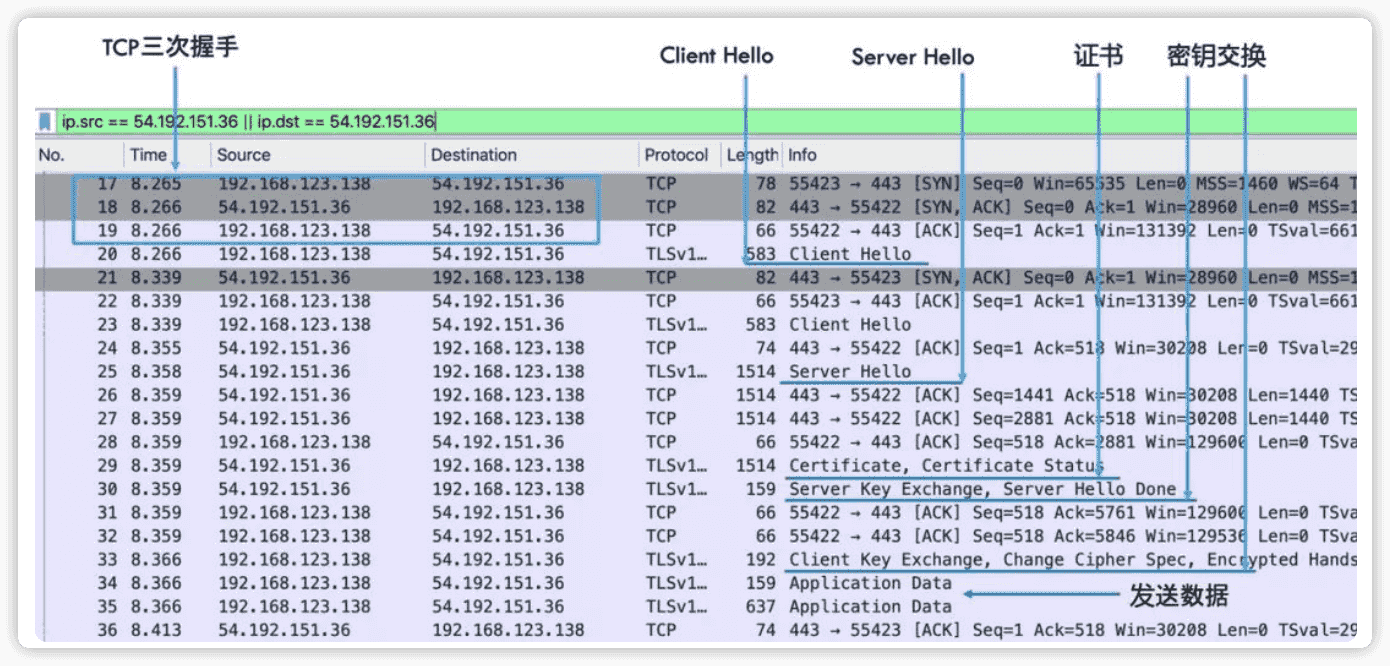 TCP三次握手 Client Hello Server Hello 证书 密钥交换
ip.src == 54.192.151.36 || ip.dst == 54.192.151.36
No. Time Source Destination Protocol Length Info
17 8.265 192.168.123.138 54.192.151.36 TCP 78 55423 → 443 [SYN] Seq=0 Win=65535 Len=0 MSS=1460 WS=64 T
18 8.266 54.192.151.36 192.168.123.138 TCP 82 443 → 55422 [SYN, ACK] Seq=0 Ack=1 Win=28960 Len=0 MSS=1
19 8.266 192.168.123.138 54.192.151.36 TCP 66 55422 → 443 [ACK] Seq=1 Ack=1 Win=131392 Len=0 TSval=661
20 8.266 192.168.123.138 54.192.151.36 TLSv1… 583 Client Hello
21 8.339 54.192.151.36 192.168.123.138 TCP 82 443 → 55423 [SYN, ACK] Seq=0 Ack=1 Win=28960 Len=0 MSS=1
22 8.339 192.168.123.138 54.192.151.36 TCP 66 55423 → 443 [ACK] Seq=1 Ack=1 Win=131392 Len=0 TSval=661
23 8.339 192.168.123.138 54.192.151.36 TLSv1… 583 Client Hello
24 8.355 54.192.151.36 192.168.123.138 TCP 74 443 → 55422 [ACK] Seq=1 Ack=518 Win=30208 Len=0 TSval=29
25 8.358 54.192.151.36 192.168.123.138 TLSv1… 1514 Server Hello
26 8.359 54.192.151.36 192.168.123.138 TCP 1514 443 → 55422 [ACK] Seq=1441 Ack=518 Win=30208 Len=1440 TS
27 8.359 54.192.151.36 192.168.123.138 TCP 1514 443 → 55422 [ACK] Seq=2881 Ack=518 Win=30208 Len=1440 TS
28 8.359 192.168.123.138 54.192.151.36 TCP 66 55422 → 443 [ACK] Seq=518 Ack=2881 Win=129600 Len=0 TSva
29 8.359 54.192.151.36 192.168.123.138 TLSv1… 1514 Certificate, Certificate Status
30 8.359 54.192.151.36 192.168.123.138 TLSv1… 159 Server Key Exchange, Server Hello Done
31 8.359 192.168.123.138 54.192.151.36 TCP 66 55422 → 443 [ACK] Seq=518 Ack=5761 Win=129600 Len=0 TSva
32 8.359 192.168.123.138 54.192.151.36 TCP 66 55422 → 443 [ACK] Seq=518 Ack=5846 Win=129536 Len=0 TSva
33 8.366 192.168.123.138 54.192.151.36 TLSv1… 192 Client Key Exchange, Change Cipher Spec, Encrypted Hands
34 8.366 192.168.123.138 54.192.151.36 TLSv1… 159 Application Data
发送数据
35 8.366 192.168.123.138 54.192.151.36 TLSv1… 637 Application Data
36 8.413 54.192.151.36 192.168.123.138 TCP 74 443 → 55423 [ACK] Seq=1 Ack=518 Win=30208 Len=0 TSval=29